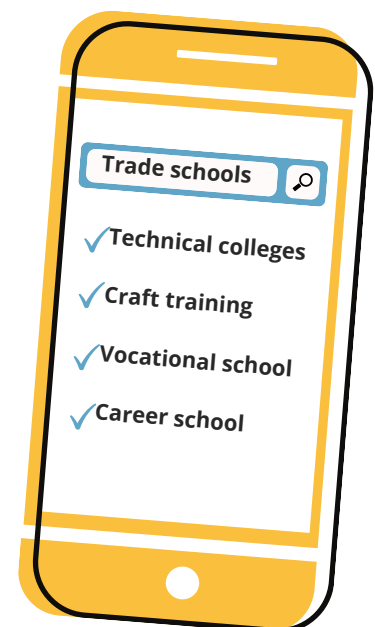 Trade schools
Technical colleges
Craft training
Vocational school
Career school